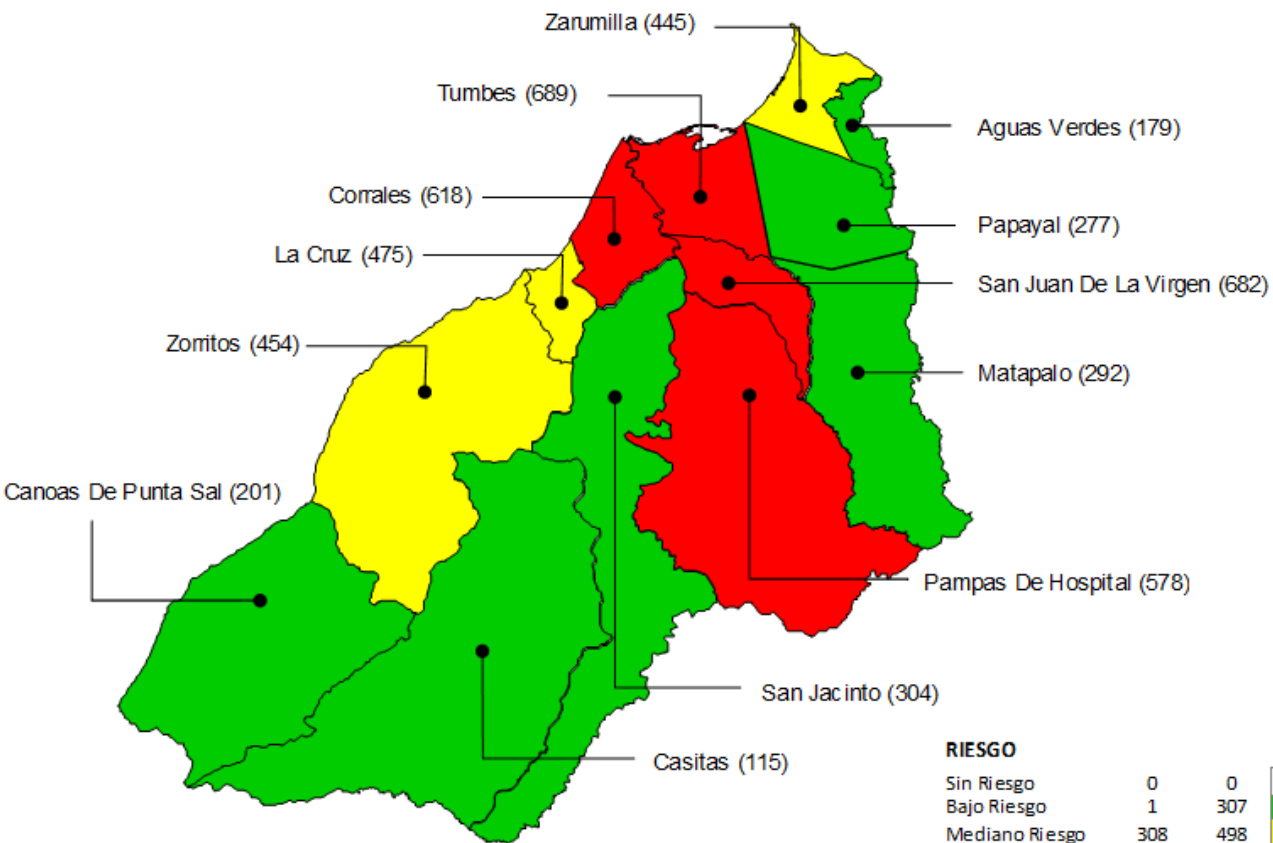 Zarumilla (445)
Tumbes (689)
Aguas Verdes (179)
Corrales (618)
Papayal (277)
La Cruz (475)
San Juan De La Virgen (682)
Zorritos (454)
Matapalo (292)
Canoas De Punta Sal (201)
Pampas De Hospital (578)
San Jacinto (304)
Casitas (115)
RIESGO
Sin Riesgo 0 0
Bajo Riesgo 1 307
Mediano Riesgo 308 498